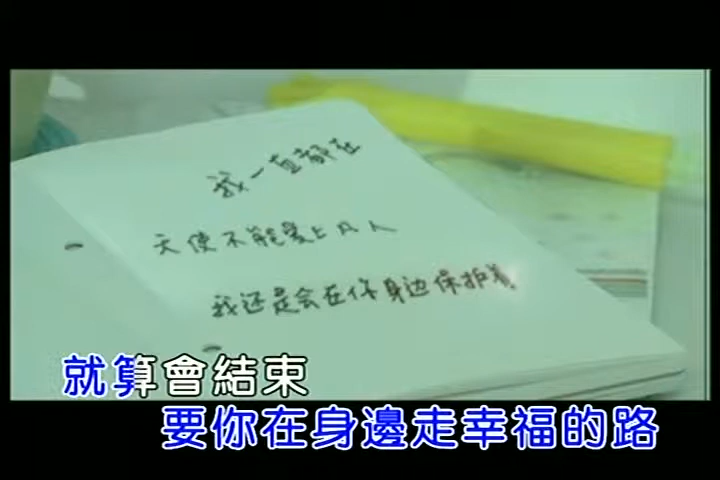 我一直都在
天使不能爱上凡人
我还是会在你身边保护着
就算會結束
要你在身邊走幸福的路